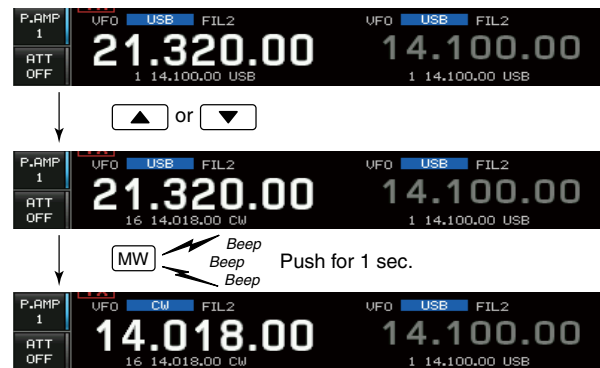 P.AMP VFO USB FIL2 VFO USB FIL2
1
21.320.00 14.100.00
ATT
OFF 1 14.100.00 USB 1 14.100.00 USB
▲ or ▼
P.AMP VFO USB FIL2 VFO USB FIL2
1
21.320.00 14.100.00
ATT
OFF 16 14.018.00 CW 1 14.100.00 USB
MW Beep Beep Beep Push for 1 sec.
P.AMP VFO CW FIL2 VFO USB FIL2
1
14.018.00 14.100.00
ATT
OFF 16 14.018.00 CW 1 14.100.00 USB